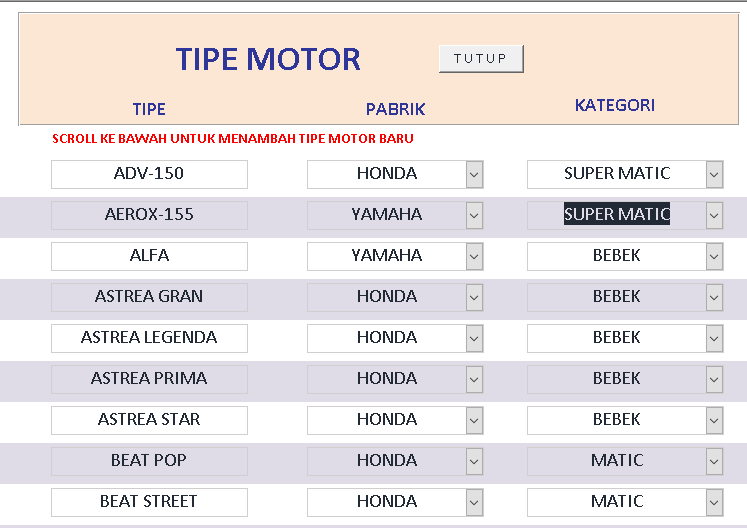 TIPE MOTOR TUTUP
TIPE PABRIK KATEGORI
SCROLL KE BAWAH UNTUK MENAMBAH TIPE MOTOR BARU
ADV-150 HONDA SUPER MATIC
AEROX-155 YAMAHA SUPER MATIC
ALFA YAMAHA BEBEK
ASTREA GRAN HONDA BEBEK
ASTREA LEGENDA HONDA BEBEK
ASTREA PRIMA HONDA BEBEK
ASTREA STAR HONDA BEBEK
BEAT POP HONDA MATIC
BEAT STREET HONDA MATIC